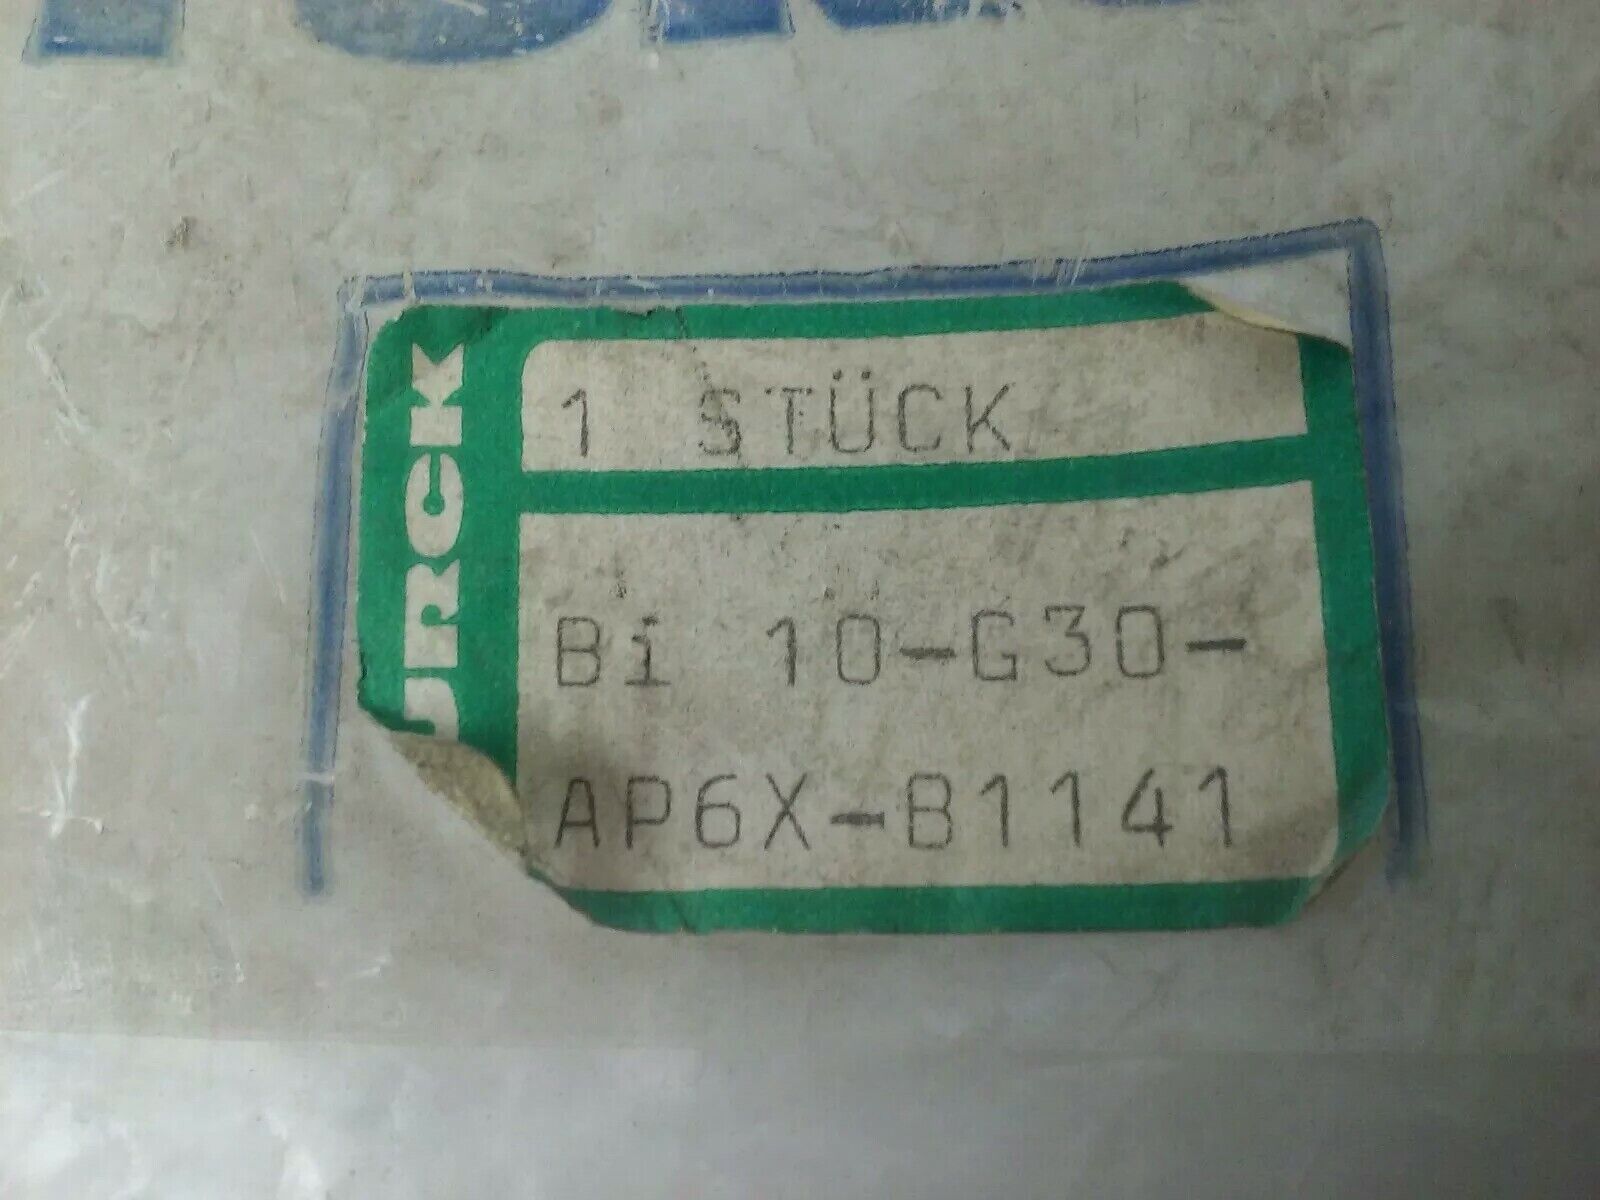 URCK
1 STÜCK
Bi 10-G30-
AP6X-B1141